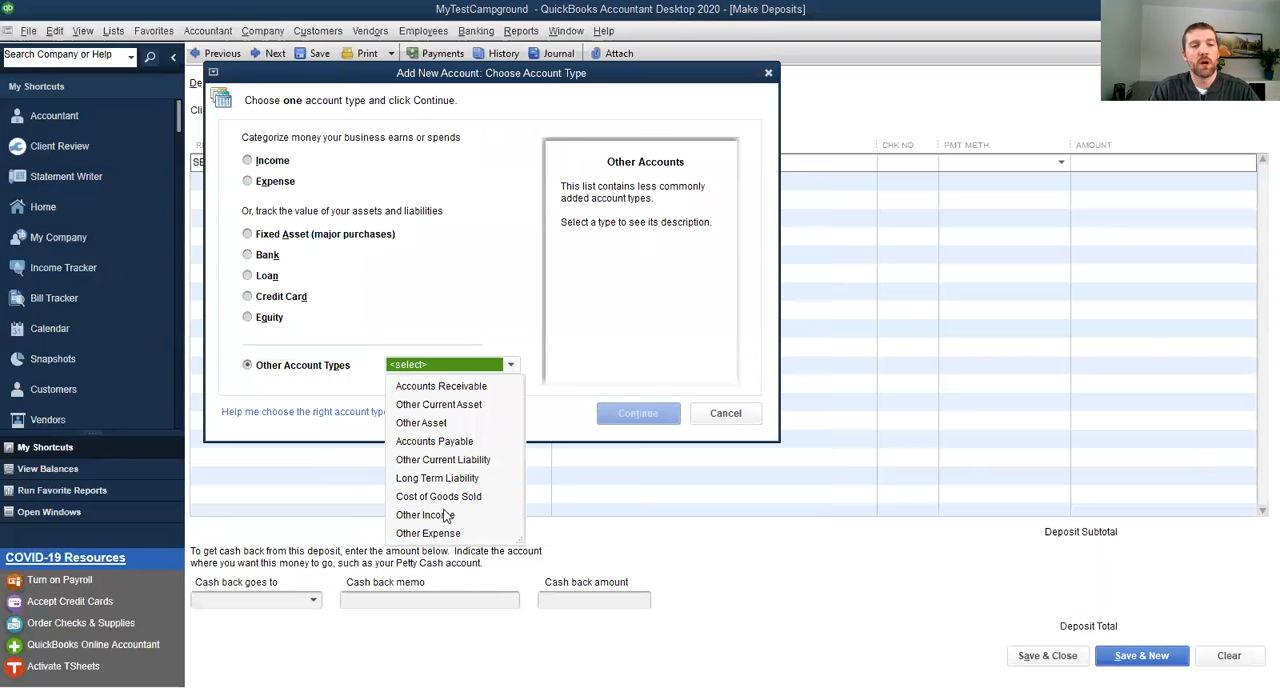 MyTestCampground - QuickBooks Accountant Desktop 2020 - [Make Deposits]
File Edit View Lists Favorites Accountant Company Customers Vendors Employees Banking Reports Window Help
Search Company or Help
Previous Next Save Print Payments History Journal Attach
My Shortcuts
Accountant
Client Review
Statement Writer
Home
My Company
Income Tracker
Bill Tracker
Calendar
Snapshots
Customers
Vendors
My Shortcuts
View Balances
Run Favorite Reports
Open Windows
COVID-19 Resources
Turn on Payroll
Accept Credit Cards
Order Checks & Supplies
QuickBooks Online Accountant
Activate TSheets
Add New Account: Choose Account Type
Choose one account type and click Continue.
Categorize money your business earns or spends
Income
Expense
Or, track the value of your assets and liabilities
Fixed Asset (major purchases)
Bank
Loan
Credit Card
Equity
Other Account Types
<select>
Accounts Receivable
Other Current Asset
Other Asset
Accounts Payable
Other Current Liability
Long Term Liability
Cost of Goods Sold
Other Income
Other Expense
Help me choose the right account type
Other Accounts
This list contains less commonly
added account types.
Select a type to see its description.
Continue Cancel
CHK NO. PMT METH. AMOUNT
Deposit Subtotal
To get cash back from this deposit, enter the amount below. Indicate the account
where you want this money to go, such as your Petty Cash account.
Cash back goes to Cash back memo Cash back amount
Deposit Total
Save & Close Save & New Clear